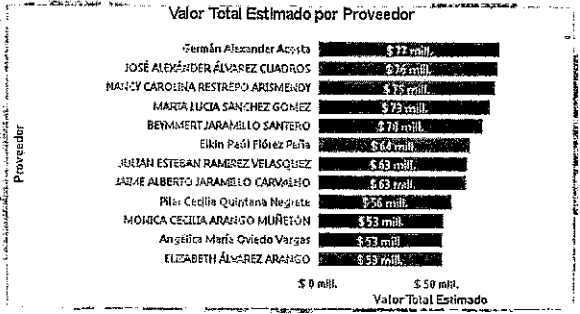 Valor Total Estimado por Proveedor
Germán Alexander Acosta $ 77 mill.
JOSÉ ALEXÁNDER ÁLVAREZ CUADROS $ 76 mill.
NANCY CAROLINA RESTREPO ARISMENDY $ 75 mill.
MARTA LUCIA SANCHEZ GOMEZ $ 73 mill.
BEYMMERT JARAMILLO SANTERO $ 70 mill.
Elkin Paúl Flórez Peña $ 64 mill.
JULIAN ESTEBAN RAMIREZ VELASQUEZ $ 63 mill.
JAIME ALBERTO JARAMILLO CARVALHO $ 63 mill.
Pilar Cecilia Quintana Negrete $ 56 mill.
MONICA CECILIA ARANGO MUÑETÓN $ 53 mill.
Angélica María Oviedo Vargas $ 53 mill.
ELIZABETH ÁLVAREZ ARANGO $ 53 mill.
Proveedor
$ 0 mill. $ 50 mill.
Valor Total Estimado